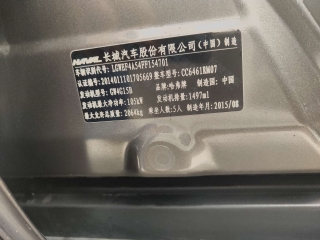 HAVAL 长城汽车股份有限公司(中国)制造
车辆识别代号: LGWEF4A54FF154701
认证编号: 2014011101705669 整车型号: CC6461RM07
发动机型号: GW4G15B 品牌: 哈弗牌 制造国: 中国
发动机最大净功率: 105kW 发动机排量: 1497ml
最大允许总质量: 2064kg 乘坐人数: 5人 制造年月: 2015/08